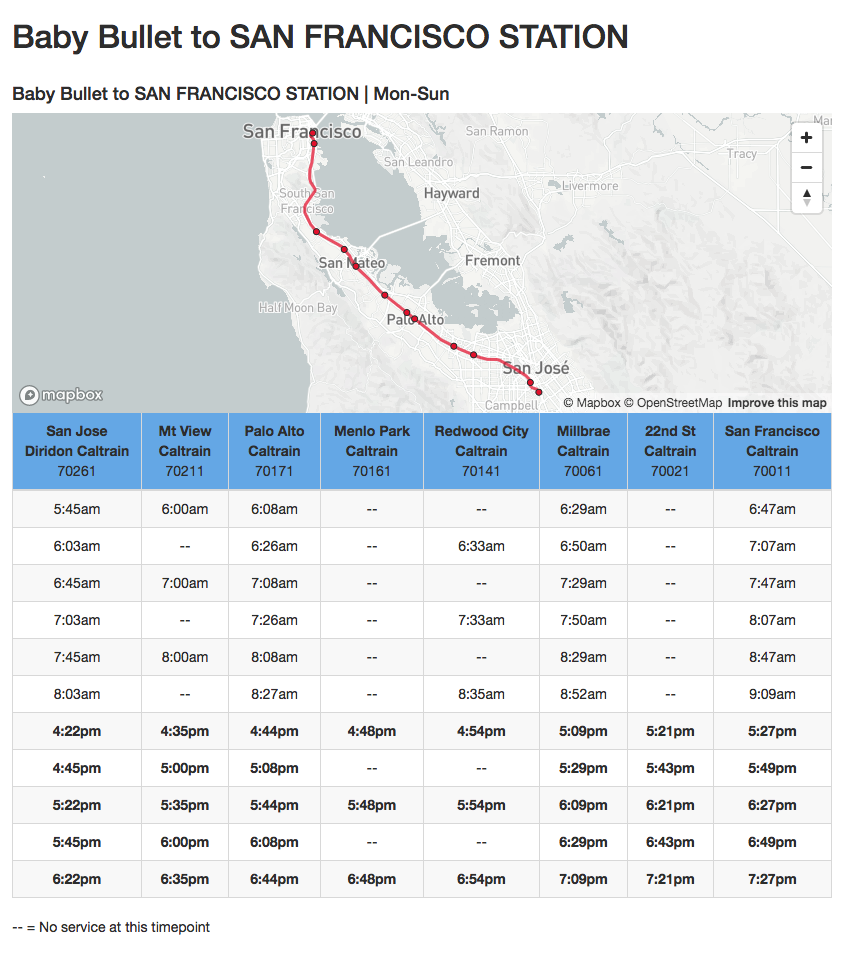 Baby Bullet to SAN FRANCISCO STATION
Baby Bullet to SAN FRANCISCO STATION | Mon-Sun
San Francisco
San Ramon
San Leandro
Tracy
Livermore
South San
Francisco
Hayward
San Mateo
Fremont
Half Moon Bay
Palo Alto
San José
Campbell
mapbox
© Mapbox © OpenStreetMap Improve this map
San Jose Diridon Caltrain 70261 Mt View Caltrain 70211 Palo Alto Caltrain 70171 Menlo Park Caltrain 70161 Redwood City Caltrain 70141 Millbrae Caltrain 70061 22nd St Caltrain 70021 San Francisco Caltrain 70011
5:45am 6:00am 6:08am -- -- 6:29am -- 6:47am
6:03am -- 6:26am -- 6:33am 6:50am -- 7:07am
6:45am 7:00am 7:08am -- -- 7:29am -- 7:47am
7:03am -- 7:26am -- 7:33am 7:50am -- 8:07am
7:45am 8:00am 8:08am -- -- 8:29am -- 8:47am
8:03am -- 8:27am -- 8:35am 8:52am -- 9:09am
4:22pm 4:35pm 4:44pm 4:48pm 4:54pm 5:09pm 5:21pm 5:27pm
4:45pm 5:00pm 5:08pm -- -- 5:29pm 5:43pm 5:49pm
5:22pm 5:35pm 5:44pm 5:48pm 5:54pm 6:09pm 6:21pm 6:27pm
5:45pm 6:00pm 6:08pm -- -- 6:29pm 6:43pm 6:49pm
6:22pm 6:35pm 6:44pm 6:48pm 6:54pm 7:09pm 7:21pm 7:27pm
-- = No service at this timepoint